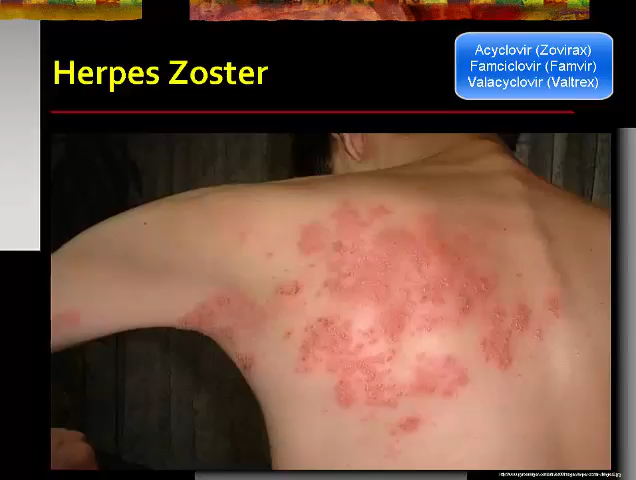 Herpes Zoster
Acyclovir (Zovirax)
Famciclovir (Famvir)
Valacyclovir (Valtrex)